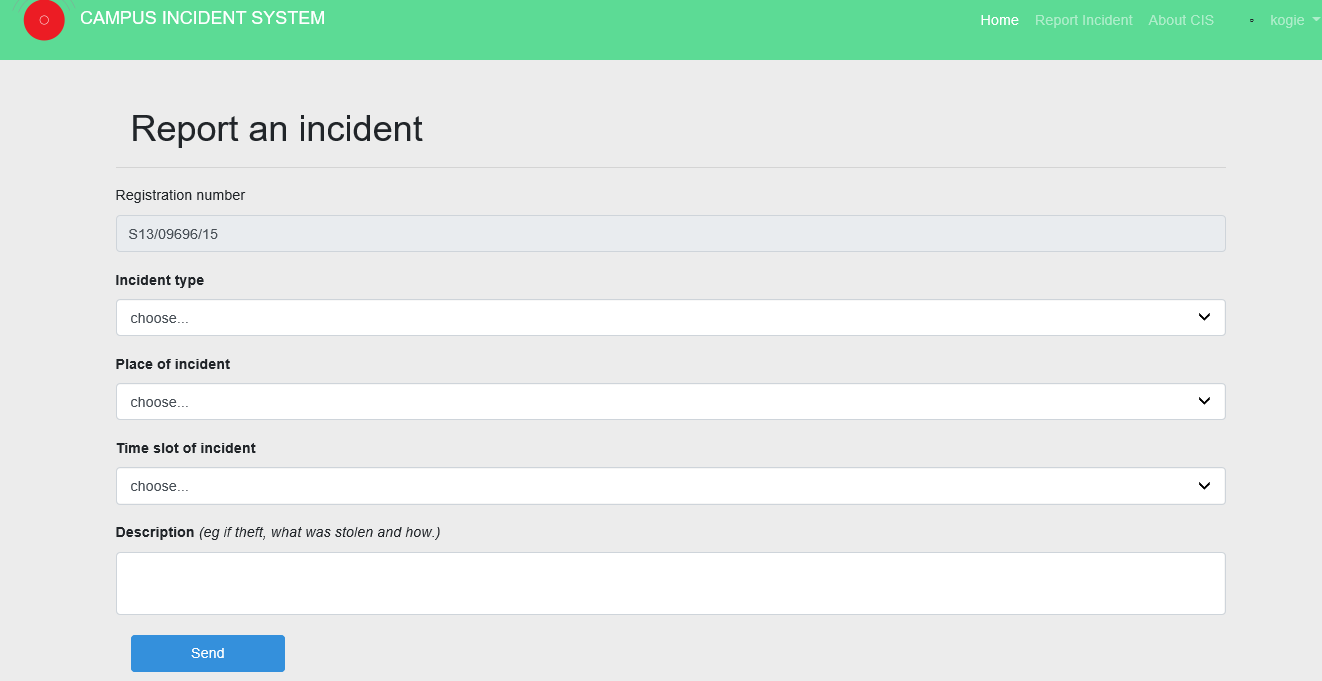 CAMPUS INCIDENT SYSTEM
Home Report Incident About CIS kogie
Report an incident
Registration number
S13/09696/15
Incident type
choose...
Place of incident
choose...
Time slot of incident
choose...
Description (eg if theft, what was stolen and how.)
Send